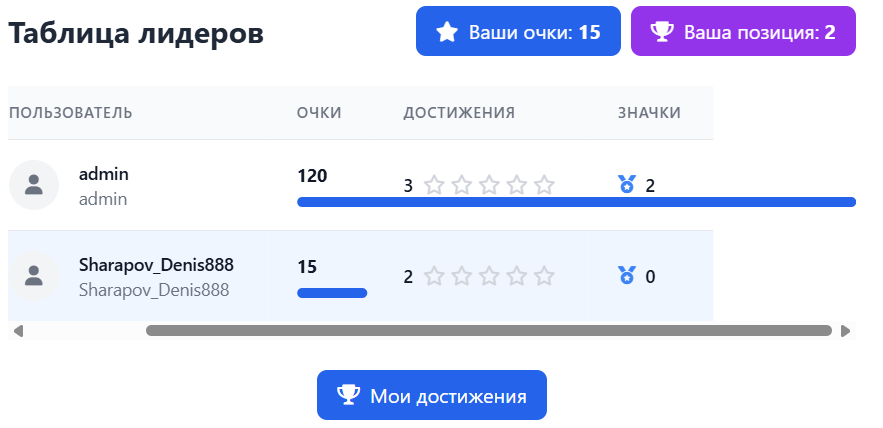 Таблица лидеров
Ваши очки: 15
Ваша позиция: 2
ПОЛЬЗОВАТЕЛЬ ОЧКИ ДОСТИЖЕНИЯ ЗНАЧКИ
admin
admin
120
3
2
Sharapov_Denis888
Sharapov_Denis888
15
2
0
Мои достижения